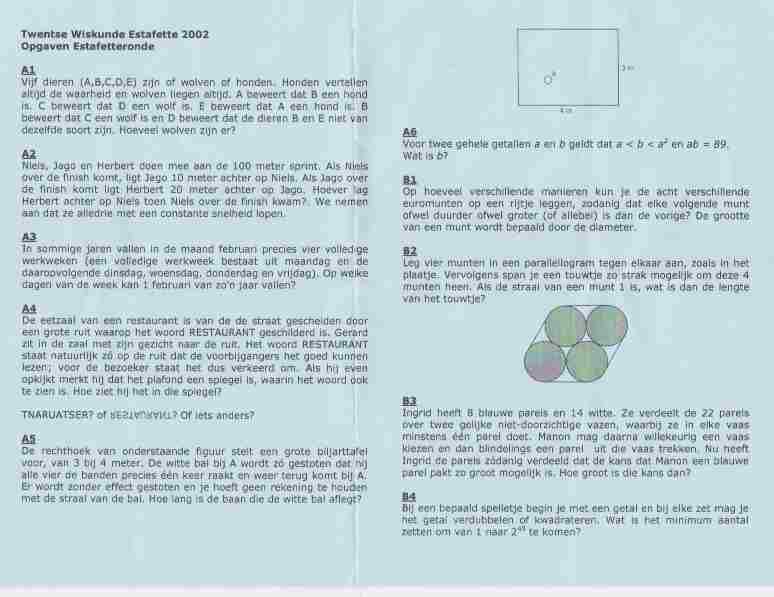 Twentse Wiskunde Estafette 2002
Opgaven Estafetteronde
A1
Vijf dieren (A,B,C,D,E) zijn of wolven of honden. Honden vertellen
altijd de waarheid en wolven liegen altijd. A beweert dat B een hond
is. C beweert dat D een wolf is. E beweert dat A een hond is. B
beweert dat C een wolf is en D beweert dat de dieren B en E niet van
dezelfde soort zijn. Hoeveel wolven zijn er?
A2
Niels, Jago en Herbert doen mee aan de 100 meter sprint. Als Niels
over de finish komt, ligt Jago 10 meter achter op Niels. Als Jago over
de finish komt ligt Herbert 20 meter achter op Jago. Hoever lag
Herbert achter op Niels toen Niels over de finish kwam?. We nemen
aan dat ze alledrie met een constante snelheid lopen.
A3
In sommige jaren vallen in de maand februari precies vier volledige
werkweken (een volledige werkweek bestaat uit maandag en de
daaropvolgende dinsdag, woensdag, donderdag en vrijdag). Op welke
dagen van de week kan 1 februari van zo'n jaar vallen?
A4
De eetzaal van een restaurant is van de de straat gescheiden door
een grote ruit waarop het woord RESTAURANT geschilderd is. Gerard
zit in de zaal met zijn gezicht naar de ruit. Het woord RESTAURANT
staat natuurlijk zó op de ruit dat de voorbijgangers het goed kunnen
lezen; voor de bezoeker staat het dus verkeerd om. Als hij even
opkijkt merkt hij dat het plafond een spiegel is, waarin het woord ook
te zien is. Hoe ziet hij het in die spiegel?
TNARUATSER? of RESTAURANT? Of iets anders?
A5
De rechthoek van onderstaande figuur stelt een grote biljarttafel
voor, van 3 bij 4 meter. De witte bal bij A wordt zó gestoten dat hij
alle vier de banden precies één keer raakt en weer terug komt bij A.
Er wordt zonder effect gestoten en je hoeft geen rekening te houden
met de straal van de bal. Hoe lang is de baan die de witte bal aflegt?
A
3 m
4 m
A6
Voor twee gehele getallen a en b geldt dat a < b < a² en ab = 89.
Wat is b?
B1
Op hoeveel verschillende manieren kun je de acht verschillende
euromunten op een rijtje leggen, zodanig dat elke volgende munt
ofwel duurder ofwel groter (of allebei) is dan de vorige? De grootte
van een munt wordt bepaald door de diameter.
B2
Leg vier munten in een parallellogram tegen elkaar aan, zoals in het
plaatje. Vervolgens span je een touwtje zo strak mogelijk om deze 4
munten heen. Als de straal van een munt 1 is, wat is dan de lengte
van het touwtje?
B3
Ingrid heeft 8 blauwe parels en 14 witte. Ze verdeelt de 22 parels
over twee gelijke niet-doorzichtige vazen, waarbij ze in elke vaas
minstens één parel doet. Manon mag daarna willekeurig een vaas
kiezen en dan blindelings een parel uit die vaas trekken. Nu heeft
Ingrid de parels zódanig verdeeld dat de kans dat Manon een blauwe
parel pakt zo groot mogelijk is. Hoe groot is die kans dan?
B4
Bij een bepaald spelletje begin je met een getal en bij elke zet mag je
het getal verdubbelen of kwadrateren. Wat is het minimum aantal
zetten om van 1 naar 2⁴⁹ te komen?